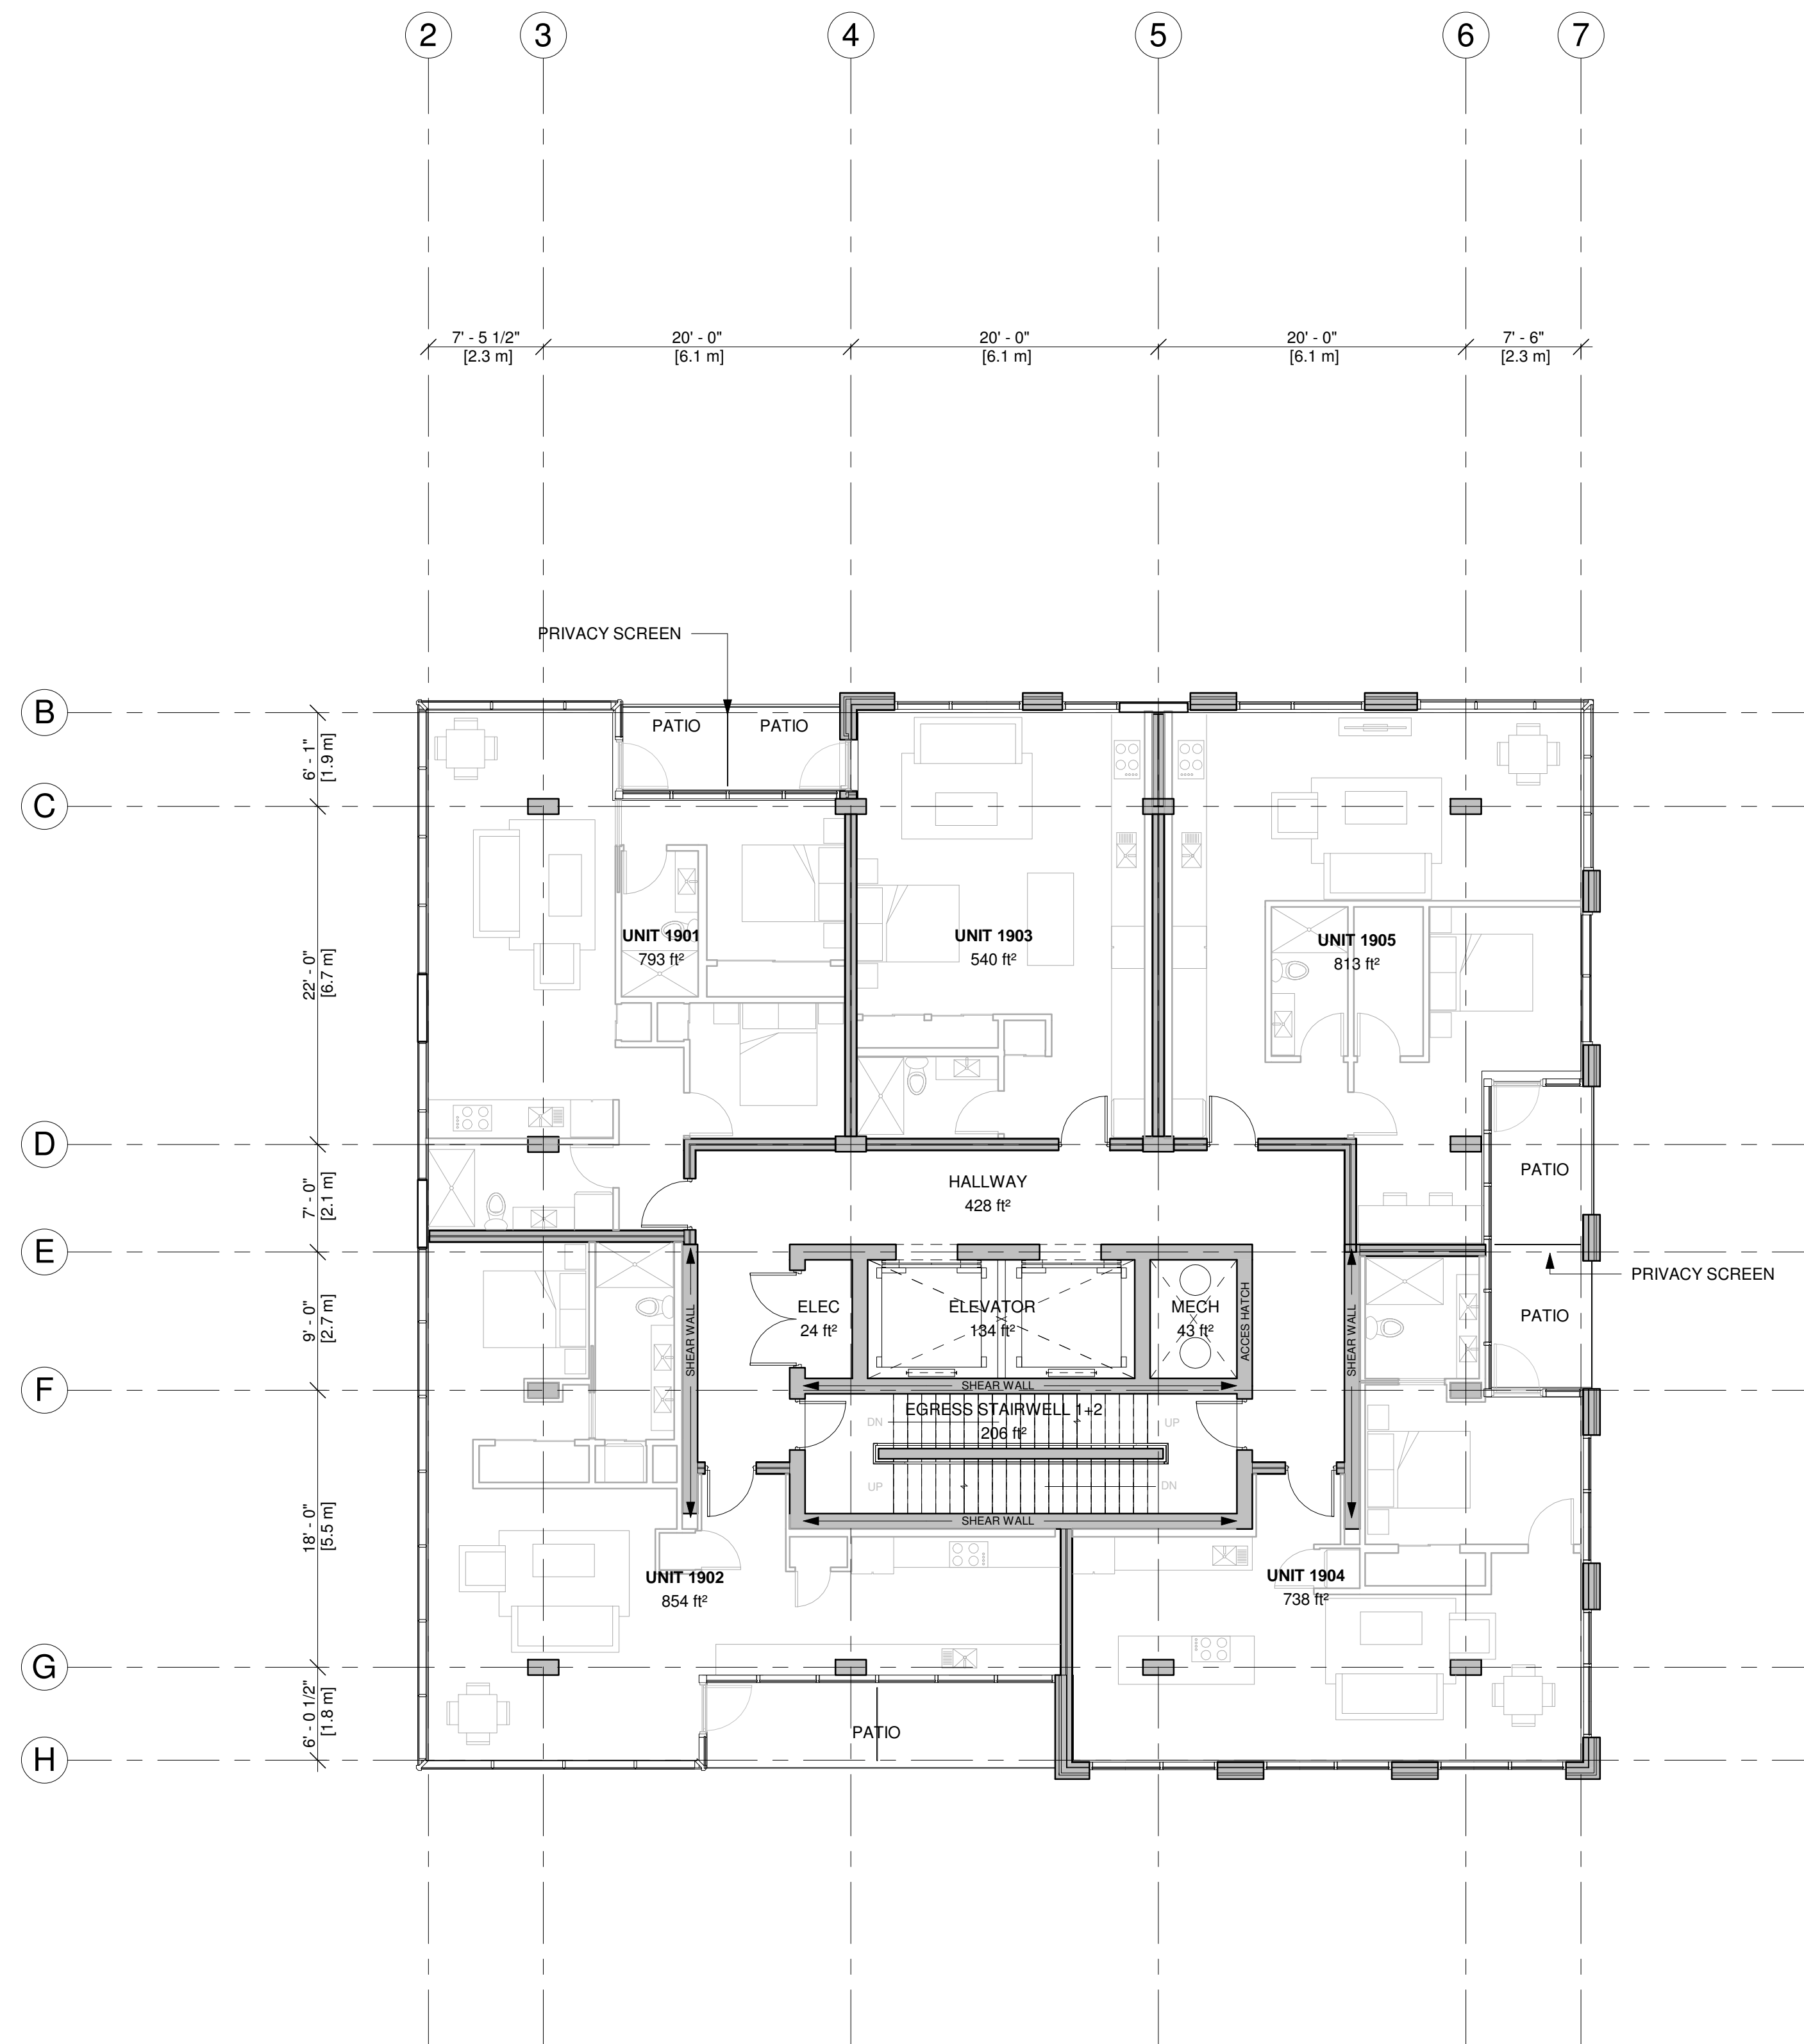 2
3
4
5
6
7
7' - 5 1/2"
[2.3 m]
20' - 0"
[6.1 m]
20' - 0"
[6.1 m]
20' - 0"
[6.1 m]
7' - 6"
[2.3 m]
PRIVACY SCREEN
B
6' - 1"
[1.9 m]
PATIO
PATIO
C
22' - 0"
[6.7 m]
UNIT 1901
793 ft²
UNIT 1903
540 ft²
UNIT 1905
813 ft²
D
7' - 0"
[2.1 m]
HALLWAY
428 ft²
PATIO
E
PRIVACY SCREEN
9' - 0"
[2.7 m]
SHEAR WALL
ELEC
24 ft²
ELEVATOR
134 ft²
MECH
43 ft²
ACCES HATCH
SHEAR WALL
PATIO
F
SHEAR WALL
EGRESS STAIRWELL 1+2
206 ft²
DN
UP
UP
DN
SHEAR WALL
18' - 0"
[5.5 m]
UNIT 1902
854 ft²
UNIT 1904
738 ft²
G
6' - 0 1/2"
[1.8 m]
PATIO
H